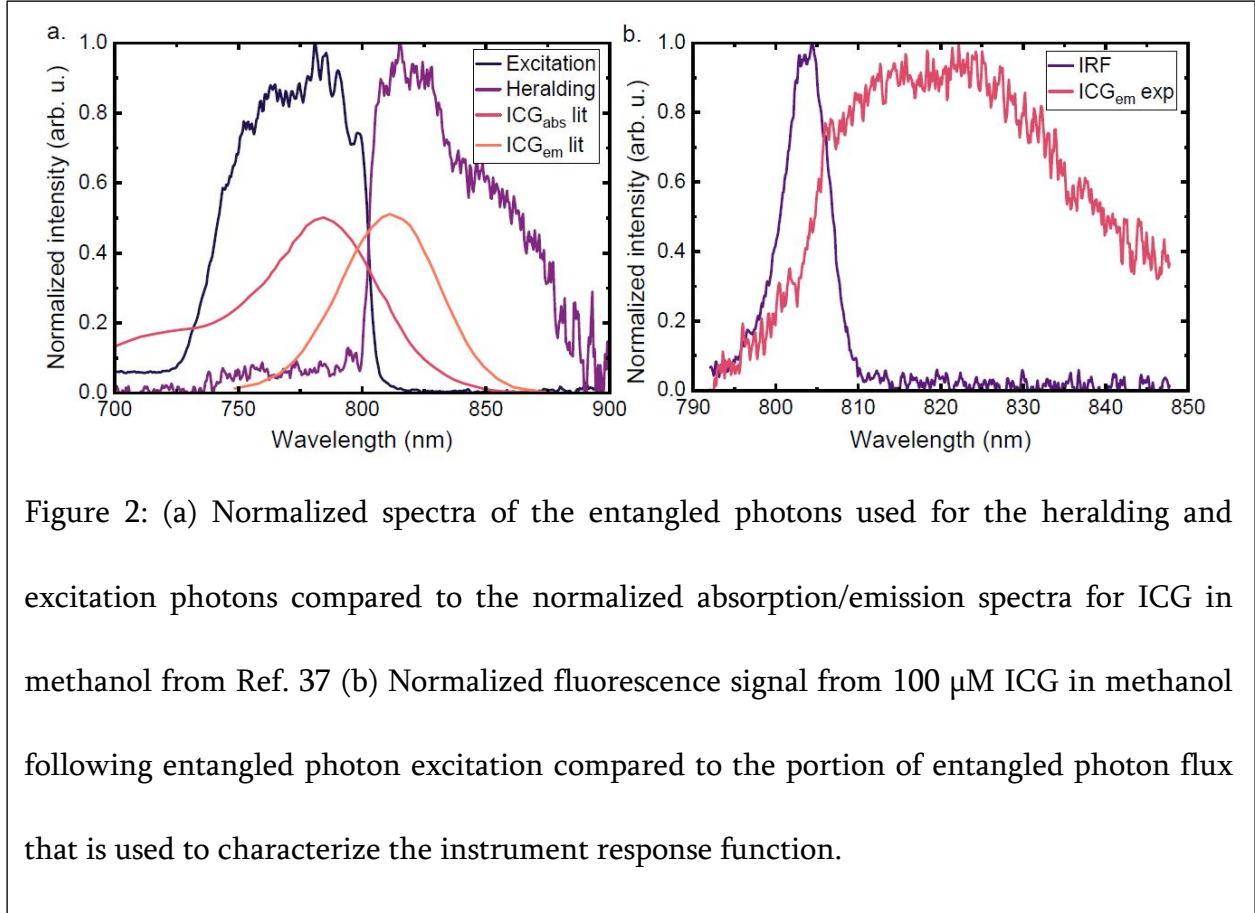 a.
1.0
0.8
0.6
0.4
0.2
0.0
Normalized intensity (arb. u.)
Excitation
Heralding
ICGabs lit
ICGem lit
700
750
800
850
900
Wavelength (nm)
b.
1.0
0.8
0.6
0.4
0.2
0.0
Normalized intensity (arb. u.)
IRF
ICGem exp
790
800
810
820
830
840
850
Wavelength (nm)
Figure 2: (a) Normalized spectra of the entangled photons used for the heralding and
excitation photons compared to the normalized absorption/emission spectra for ICG in
methanol from Ref. 37 (b) Normalized fluorescence signal from 100 μM ICG in methanol
following entangled photon excitation compared to the portion of entangled photon flux
that is used to characterize the instrument response function.